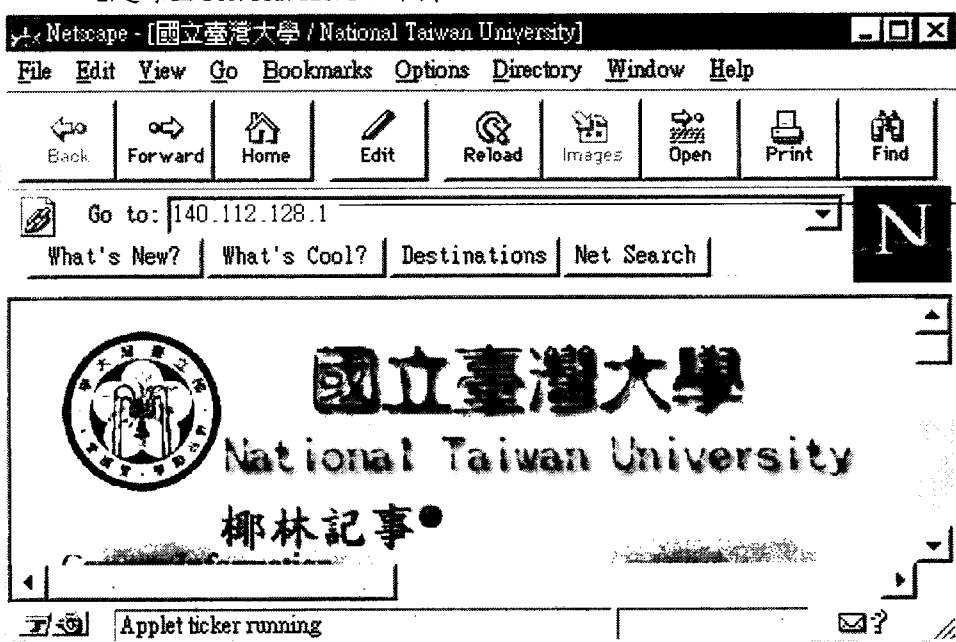 Netscape - [國立臺灣大學 / National Taiwan University]
File Edit View Go Bookmarks Options Directory Window Help
Back Forward Home Edit Reload Images Open Print Find
Go to: 140.112.128.1
N
What's New? What's Cool? Destinations Net Search
國立臺灣大學
National Taiwan University
椰林記事
Applet ticker running